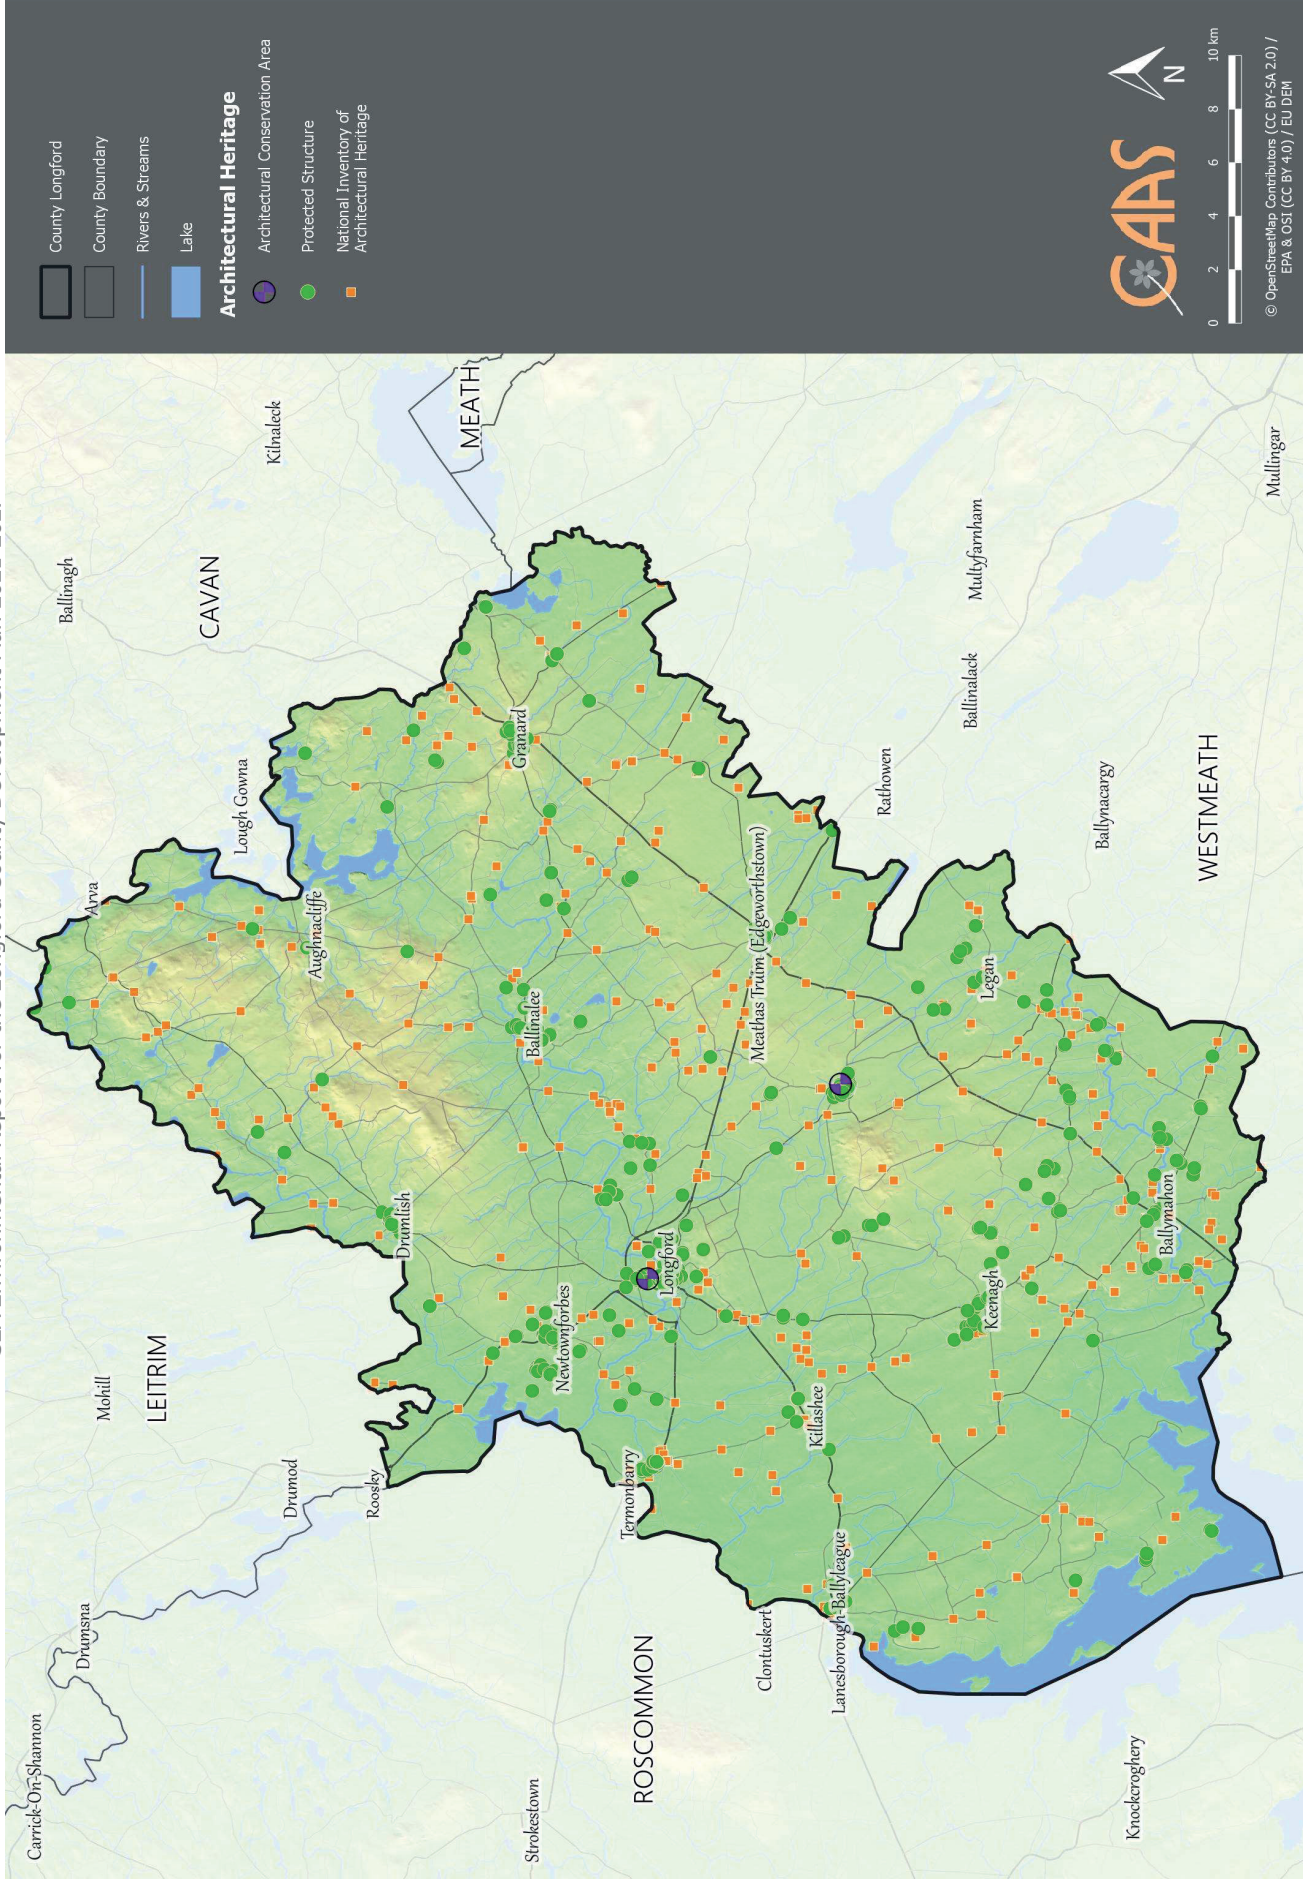 County Longford
County Boundary
Rivers & Streams
Lake
Architectural Heritage
Architectural Conservation Area
Protected Structure
National Inventory of
Architectural Heritage
CAAS
N
0 2 4 6 8 10 km
© OpenStreetMap Contributors (CC BY-SA 2.0) /
EPA & OSI (CC BY 4.0) / EU DEM
Carrick-On-Shannon
Drumsna
Mohill
Arva
Ballinagh
LEITRIM
CAVAN
Lough Gowna
Kilnaleck
Drumod
Aughnacliffe
Roosky
Drumlish
MEATH
Granard
Strokestown
Ballinalee
Newtownforbes
Termonbarry
ROSCOMMON
Longford
Clontuskert
Meathas Truim (Edgeworthstown)
Killashee
Lanesborough-Ballyleague
Rathowen
Ballinalack
Multyfarnham
Legan
Keenagh
Ballynacargy
Knockcroghery
Ballymahon
WESTMEATH
Mullingar